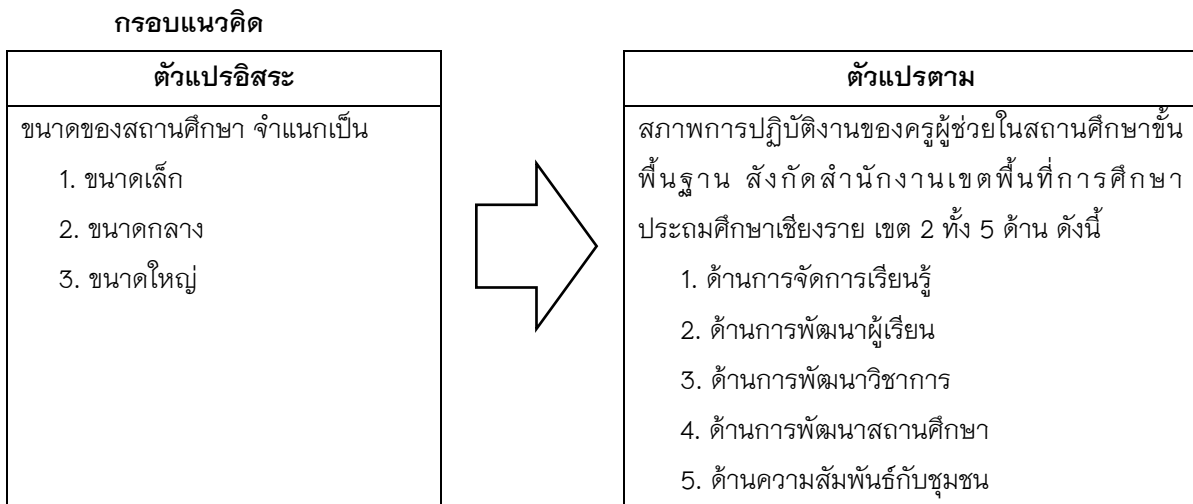 กรอบแนวคิด
ตัวแปรอิสระ
ขนาดของสถานศึกษา จำแนกเป็น
1. ขนาดเล็ก
2. ขนาดกลาง
3. ขนาดใหญ่
ตัวแปรตาม
สภาพการปฏิบัติงานของครูผู้ช่วยในสถานศึกษาขั้น
พื้นฐาน สังกัดสำนักงานเขตพื้นที่การศึกษา
ประถมศึกษาเชียงราย เขต 2 ทั้ง 5 ด้าน ดังนี้
1. ด้านการจัดการเรียนรู้
2. ด้านการพัฒนาผู้เรียน
3. ด้านการพัฒนาวิชาการ
4. ด้านการพัฒนาสถานศึกษา
5. ด้านความสัมพันธ์กับชุมชน